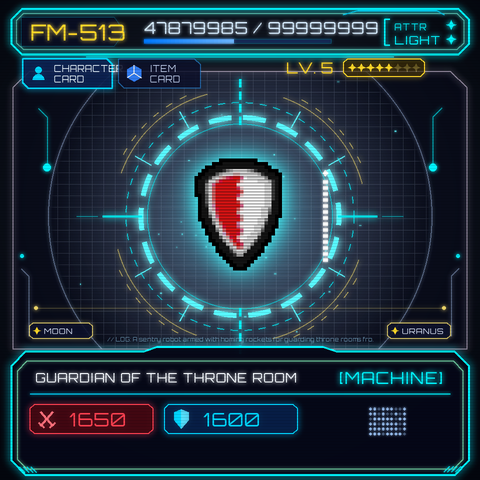 FM-513
47879985 / 99999999
ATTR
LIGHT
CHARACTER
CARD
ITEM
CARD
LV. 5
MOON
// LOG: A sentry robot armed with homing rockets for guarding throne rooms fro
URANUS
GUARDIAN OF THE THRONE ROOM
[MACHINE]
1650
1600